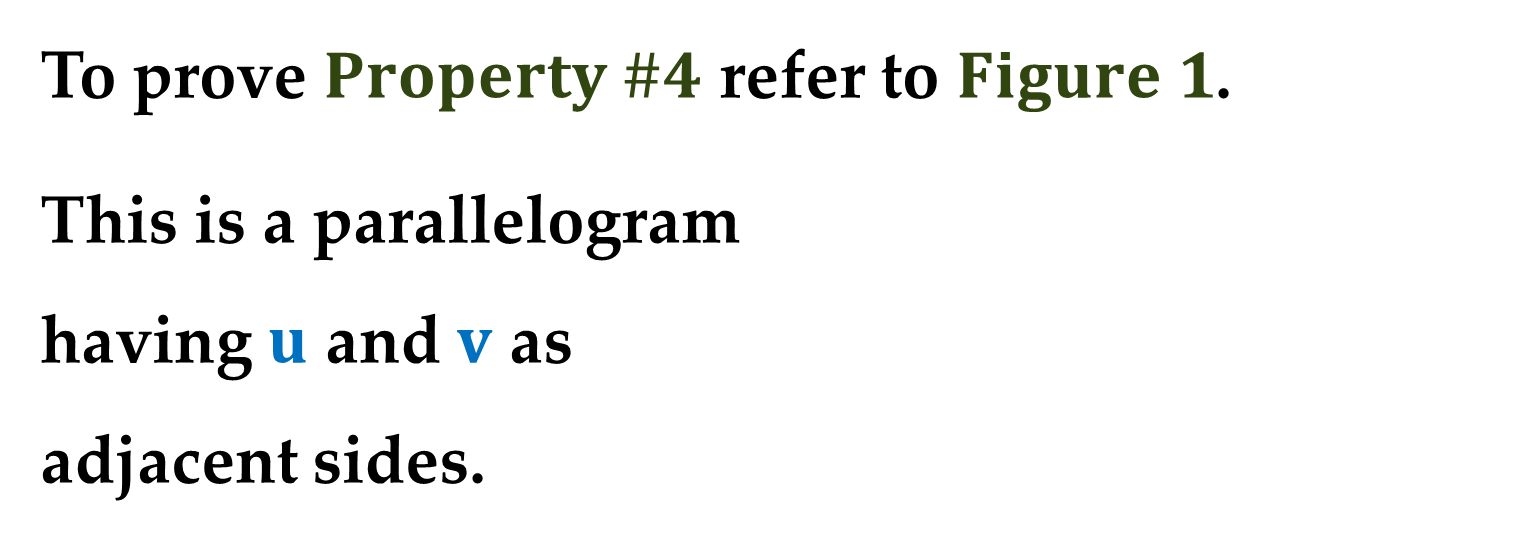 To prove Property #4 refer to Figure 1.
This is a parallelogram
having u and v as
adjacent sides.